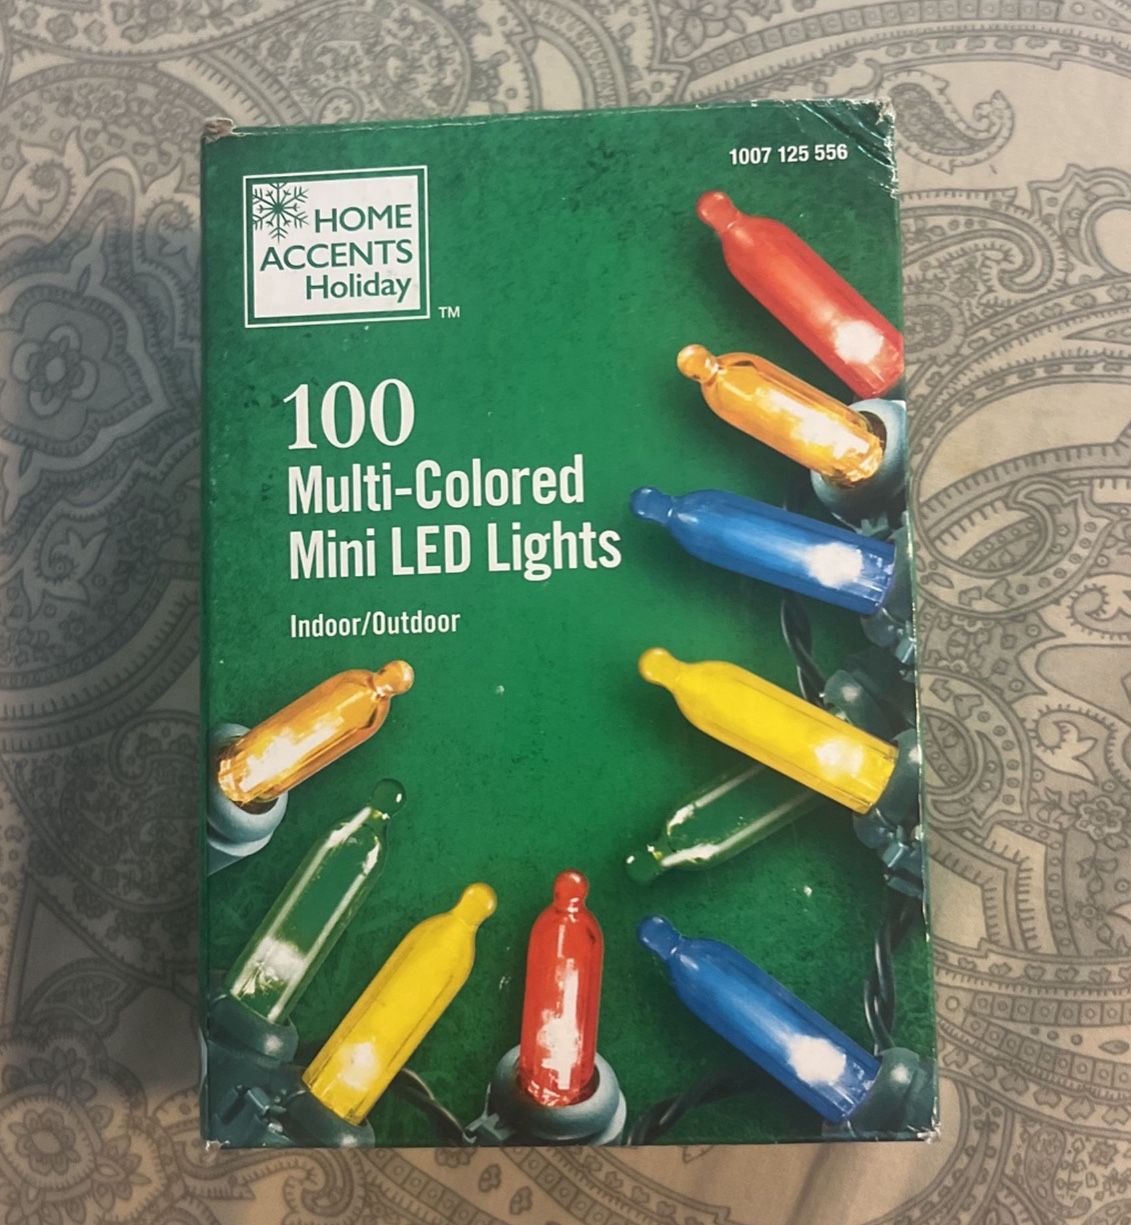 1007 125 556
HOME
ACCENTS
Holiday
TM
100
Multi-Colored
Mini LED Lights
Indoor/Outdoor